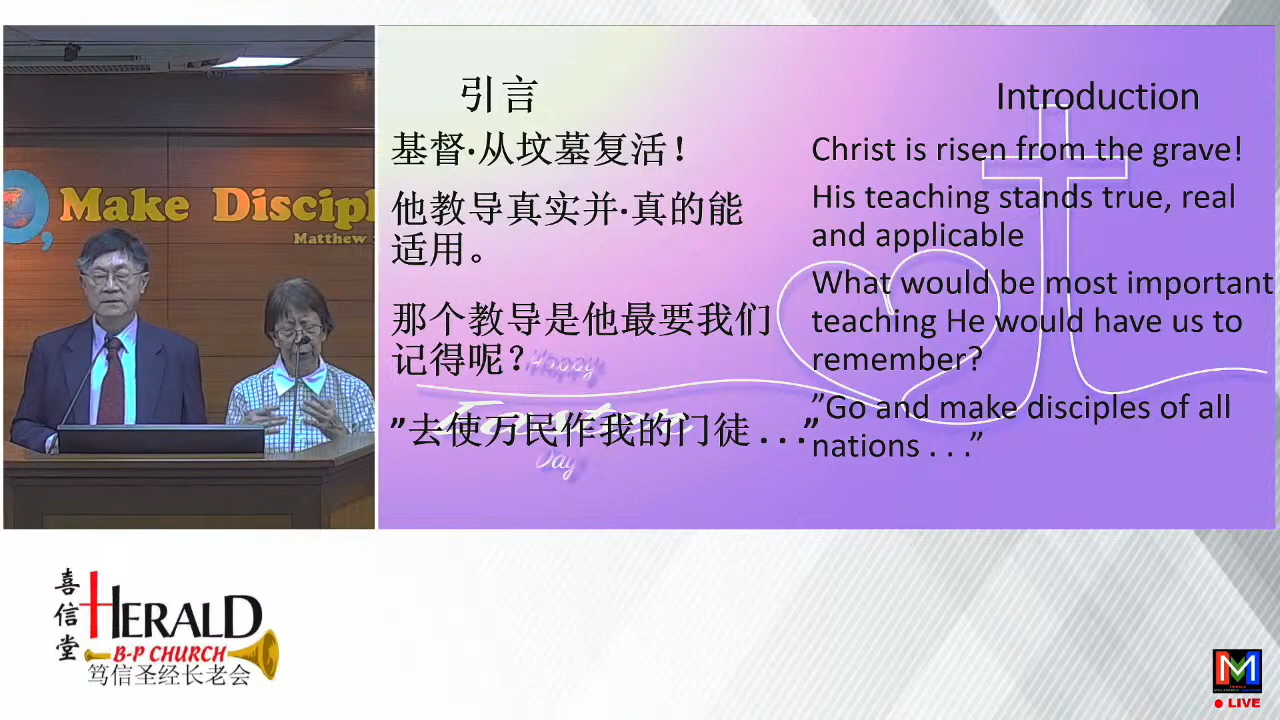 Make Discipl
Matthew
引言
基督·从坟墓复活！
他教导真实并·真的能
适用。
那个教导是他最要我们
记得呢？
Happy
Easter
Day
”去使万民作我的门徒 . . .”
Introduction
Christ is risen from the grave!
His teaching stands true, real
and applicable
What would be most important
teaching He would have us to
remember?
”Go and make disciples of all
nations . . .”
喜信堂
HERALD
B-P CHURCH
笃信圣经长老会
M
LIVE